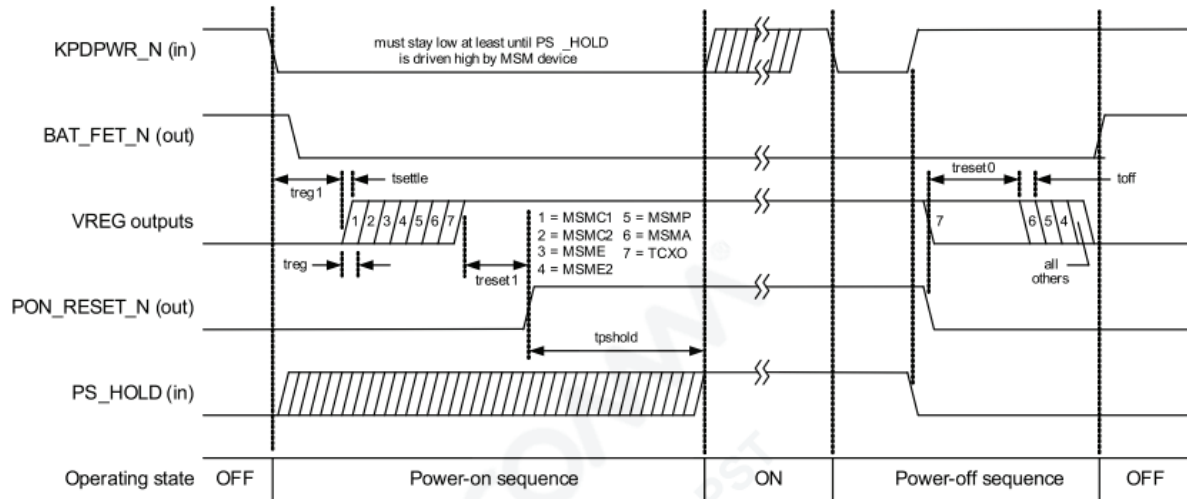 KPDPWR_N (in)
must stay low at least until PS _HOLD
is driven high by MSM device
BAT_FET_N (out)
treg1
tsettle
treset0
toff
VREG outputs
1 2 3 4 5 6 7
1 = MSMC1 5 = MSMP
2 = MSMC2 6 = MSMA
3 = MSME 7 = TCXO
4 = MSME2
7
6 5 4
treg
treset1
all
others
PON_RESET_N (out)
tpshold
PS_HOLD (in)
Operating state OFF Power-on sequence ON Power-off sequence OFF